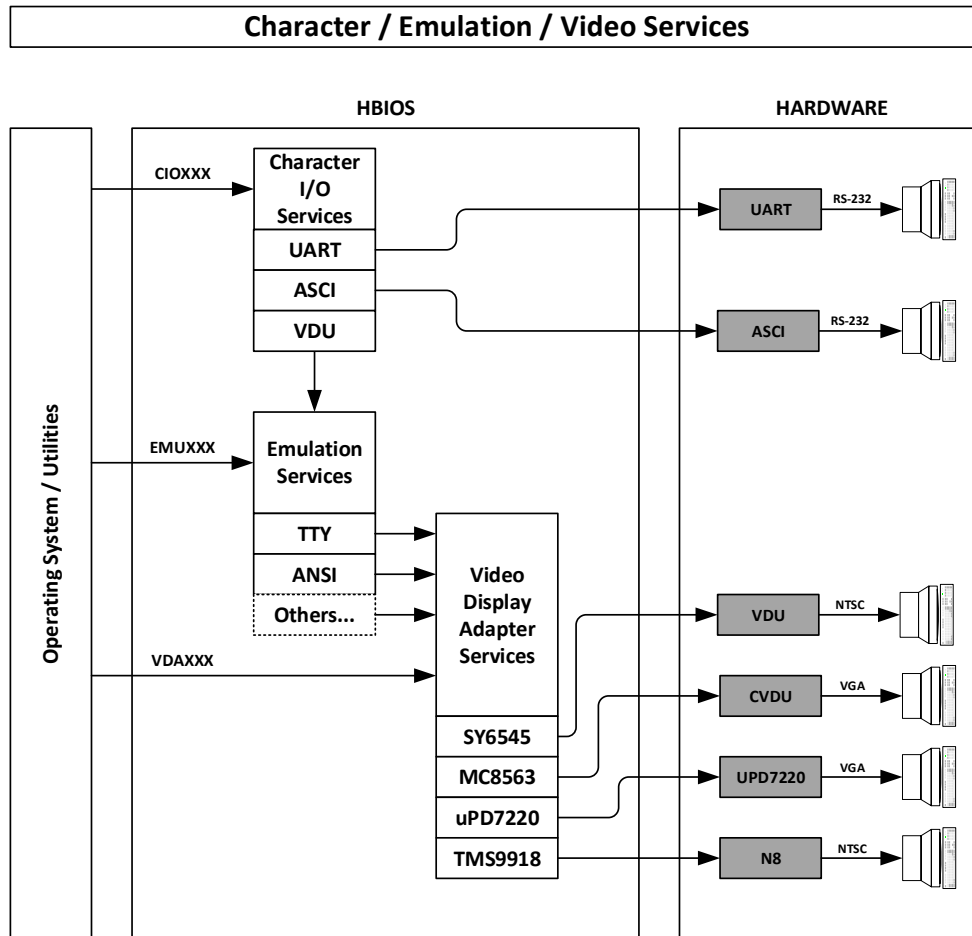 Character / Emulation / Video Services
HBIOS
HARDWARE
Operating System / Utilities
CIOXXX
Character
I/O
Services
UART
ASCI
VDU
UART
RS-232
ASCI
RS-232
EMUXXX
Emulation
Services
TTY
ANSI
Others...
VDAXXX
Video
Display
Adapter
Services
SY6545
MC8563
uPD7220
TMS9918
VDU
NTSC
CVDU
VGA
UPD7220
VGA
N8
NTSC